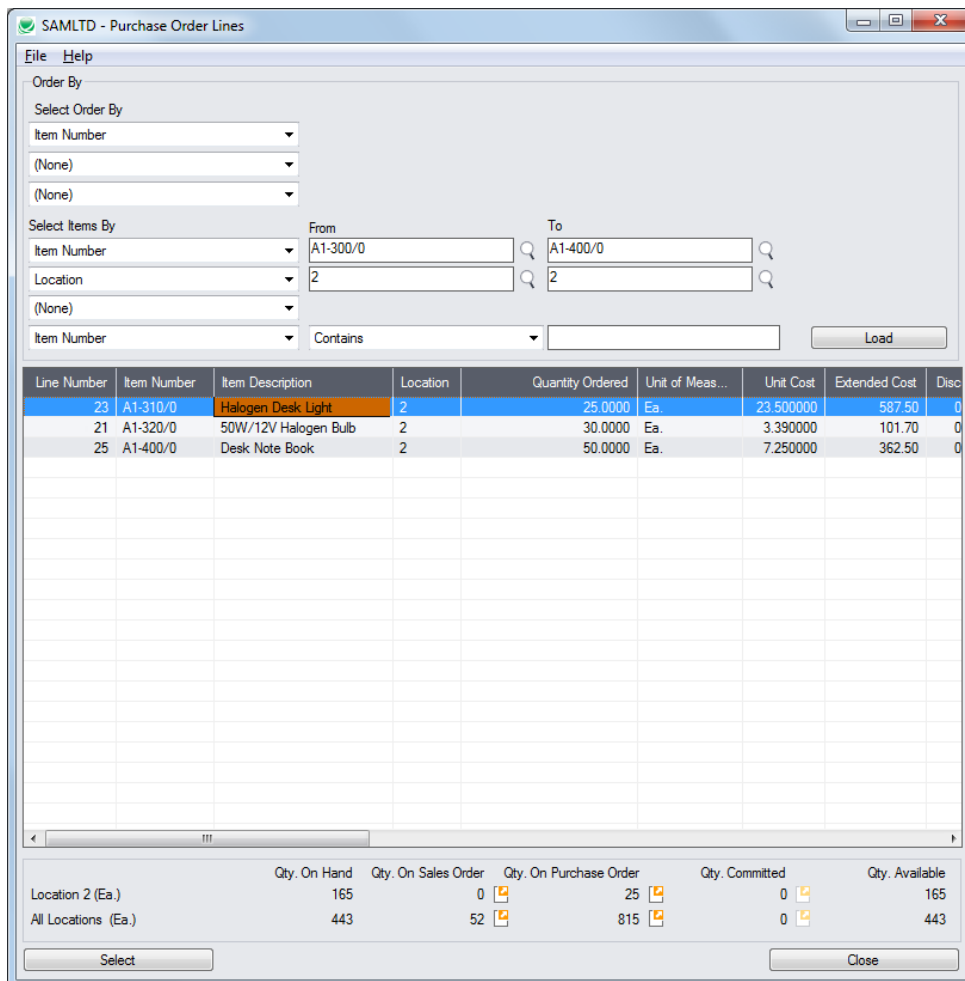 SAMLTD - Purchase Order Lines
File Help
Order By
Select Order By
Item Number
(None)
(None)
Select Items By From To
Item Number A1-300/0 A1-400/0
Location 2 2
(None)
Item Number Contains Load
Line Number Item Number Item Description Location Quantity Ordered Unit of Meas... Unit Cost Extended Cost Disc
23 A1-310/0 Halogen Desk Light 2 25.0000 Ea. 23.500000 587.50 0
21 A1-320/0 50W/12V Halogen Bulb 2 30.0000 Ea. 3.390000 101.70 0
25 A1-400/0 Desk Note Book 2 50.0000 Ea. 7.250000 362.50 0
Qty. On Hand Qty. On Sales Order Qty. On Purchase Order Qty. Committed Qty. Available
Location 2 (Ea.) 165 0 25 0 165
All Locations (Ea.) 443 52 815 0 443
Select Close